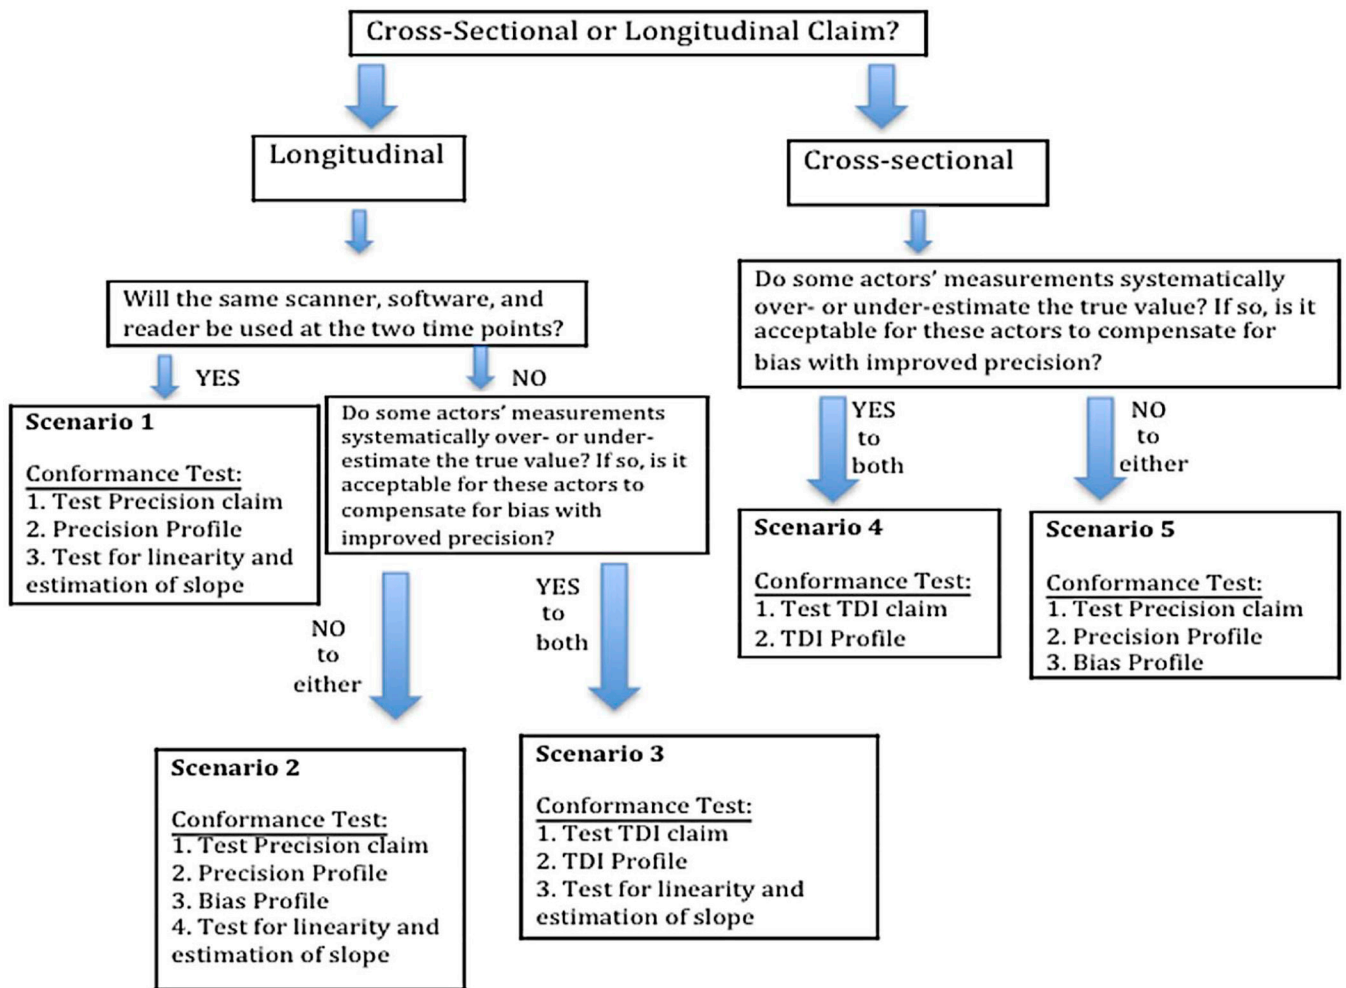 Cross-Sectional or Longitudinal Claim?
Longitudinal
Cross-sectional
Will the same scanner, software, and
reader be used at the two time points?
Do some actors' measurements systematically
over- or under-estimate the true value? If so, is it
acceptable for these actors to compensate for
bias with improved precision?
YES
NO
Scenario 1
Conformance Test:
1. Test Precision claim
2. Precision Profile
3. Test for linearity and
estimation of slope
Do some actors' measurements
systematically over- or under-
estimate the true value? If so, is it
acceptable for these actors to
compensate for bias with
improved precision?
YES
to
both
NO
to
either
Scenario 4
Conformance Test:
1. Test TDI claim
2. TDI Profile
Scenario 5
Conformance Test:
1. Test Precision claim
2. Precision Profile
3. Bias Profile
NO
to
either
YES
to
both
Scenario 2
Conformance Test:
1. Test Precision claim
2. Precision Profile
3. Bias Profile
4. Test for linearity and
estimation of slope
Scenario 3
Conformance Test:
1. Test TDI claim
2. TDI Profile
3. Test for linearity and
estimation of slope